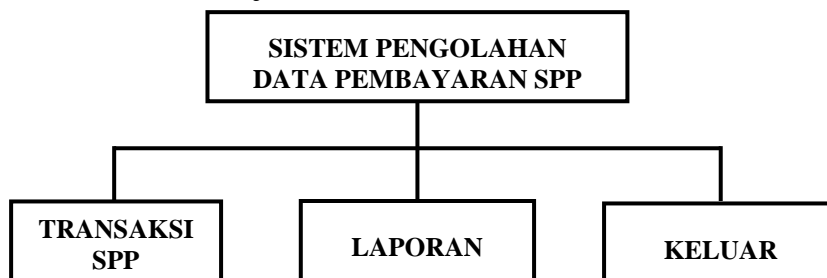 SISTEM PENGOLAHAN
DATA PEMBAYARAN SPP
TRANSAKSI
SPP
LAPORAN
KELUAR